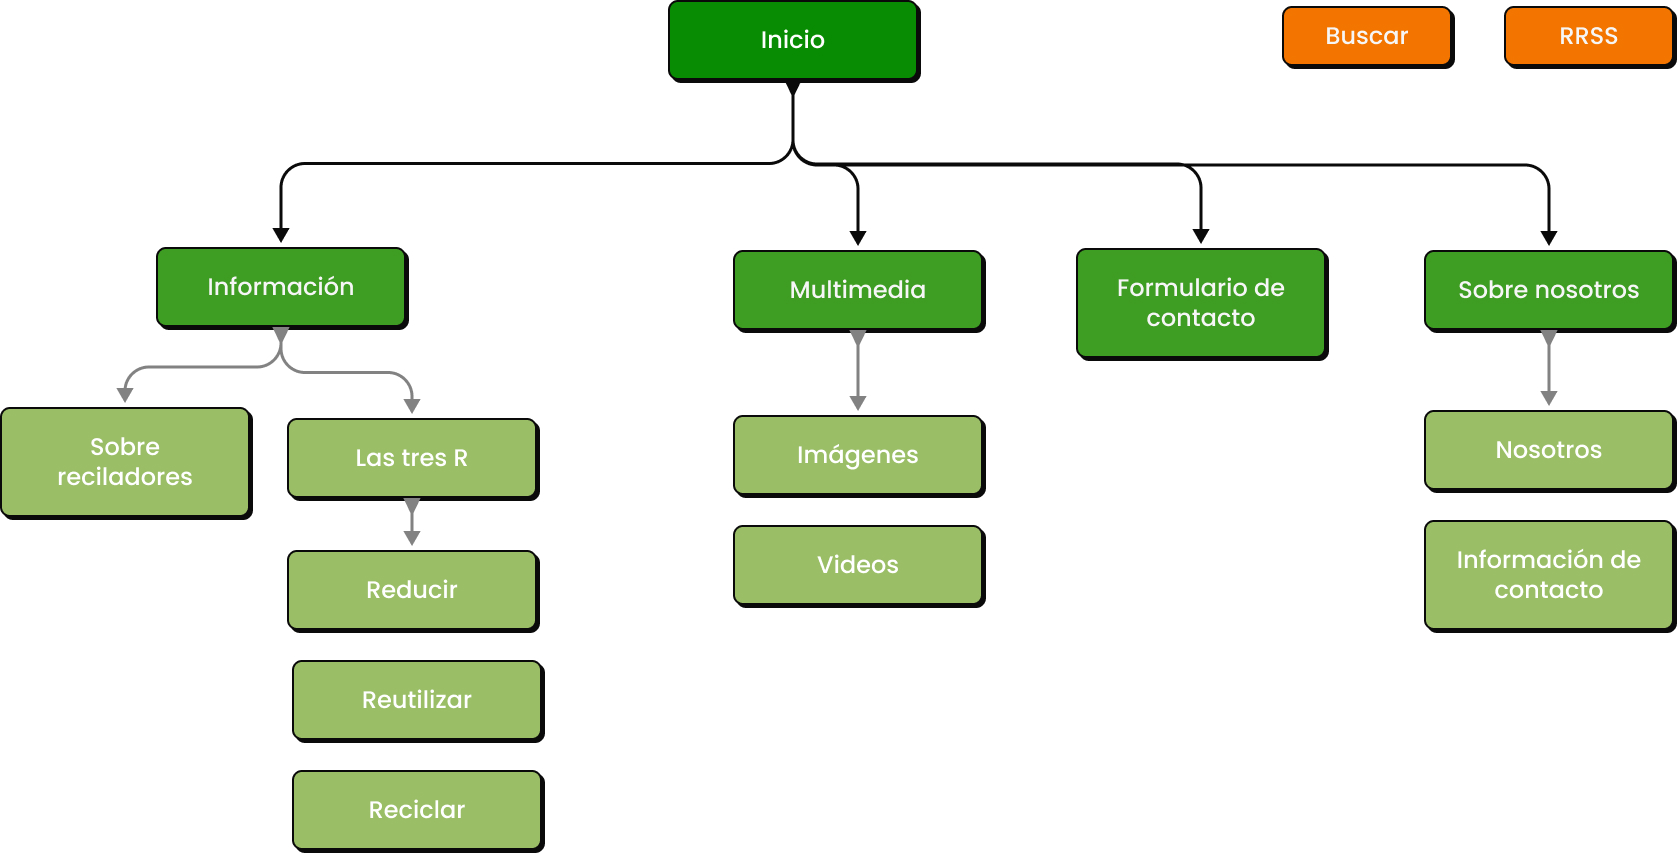 Inicio
Buscar
RRSS
Información
Multimedia
Formulario de
contacto
Sobre nosotros
Sobre
reciladores
Las tres R
Imágenes
Nosotros
Reducir
Videos
Información de
contacto
Reutilizar
Reciclar